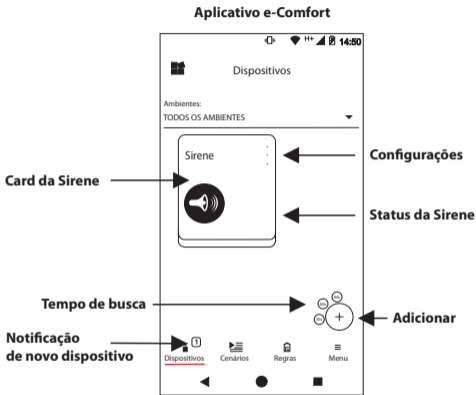 Aplicativo e-Comfort
H+ 14:50
Dispositivos
Ambientes:
TODOS OS AMBIENTES
Sirene
Configurações
Card da Sirene
Status da Sirene
Tempo de busca
+
Adicionar
Notificação
de novo dispositivo
1
Dispositivos Cenários Regras Menu